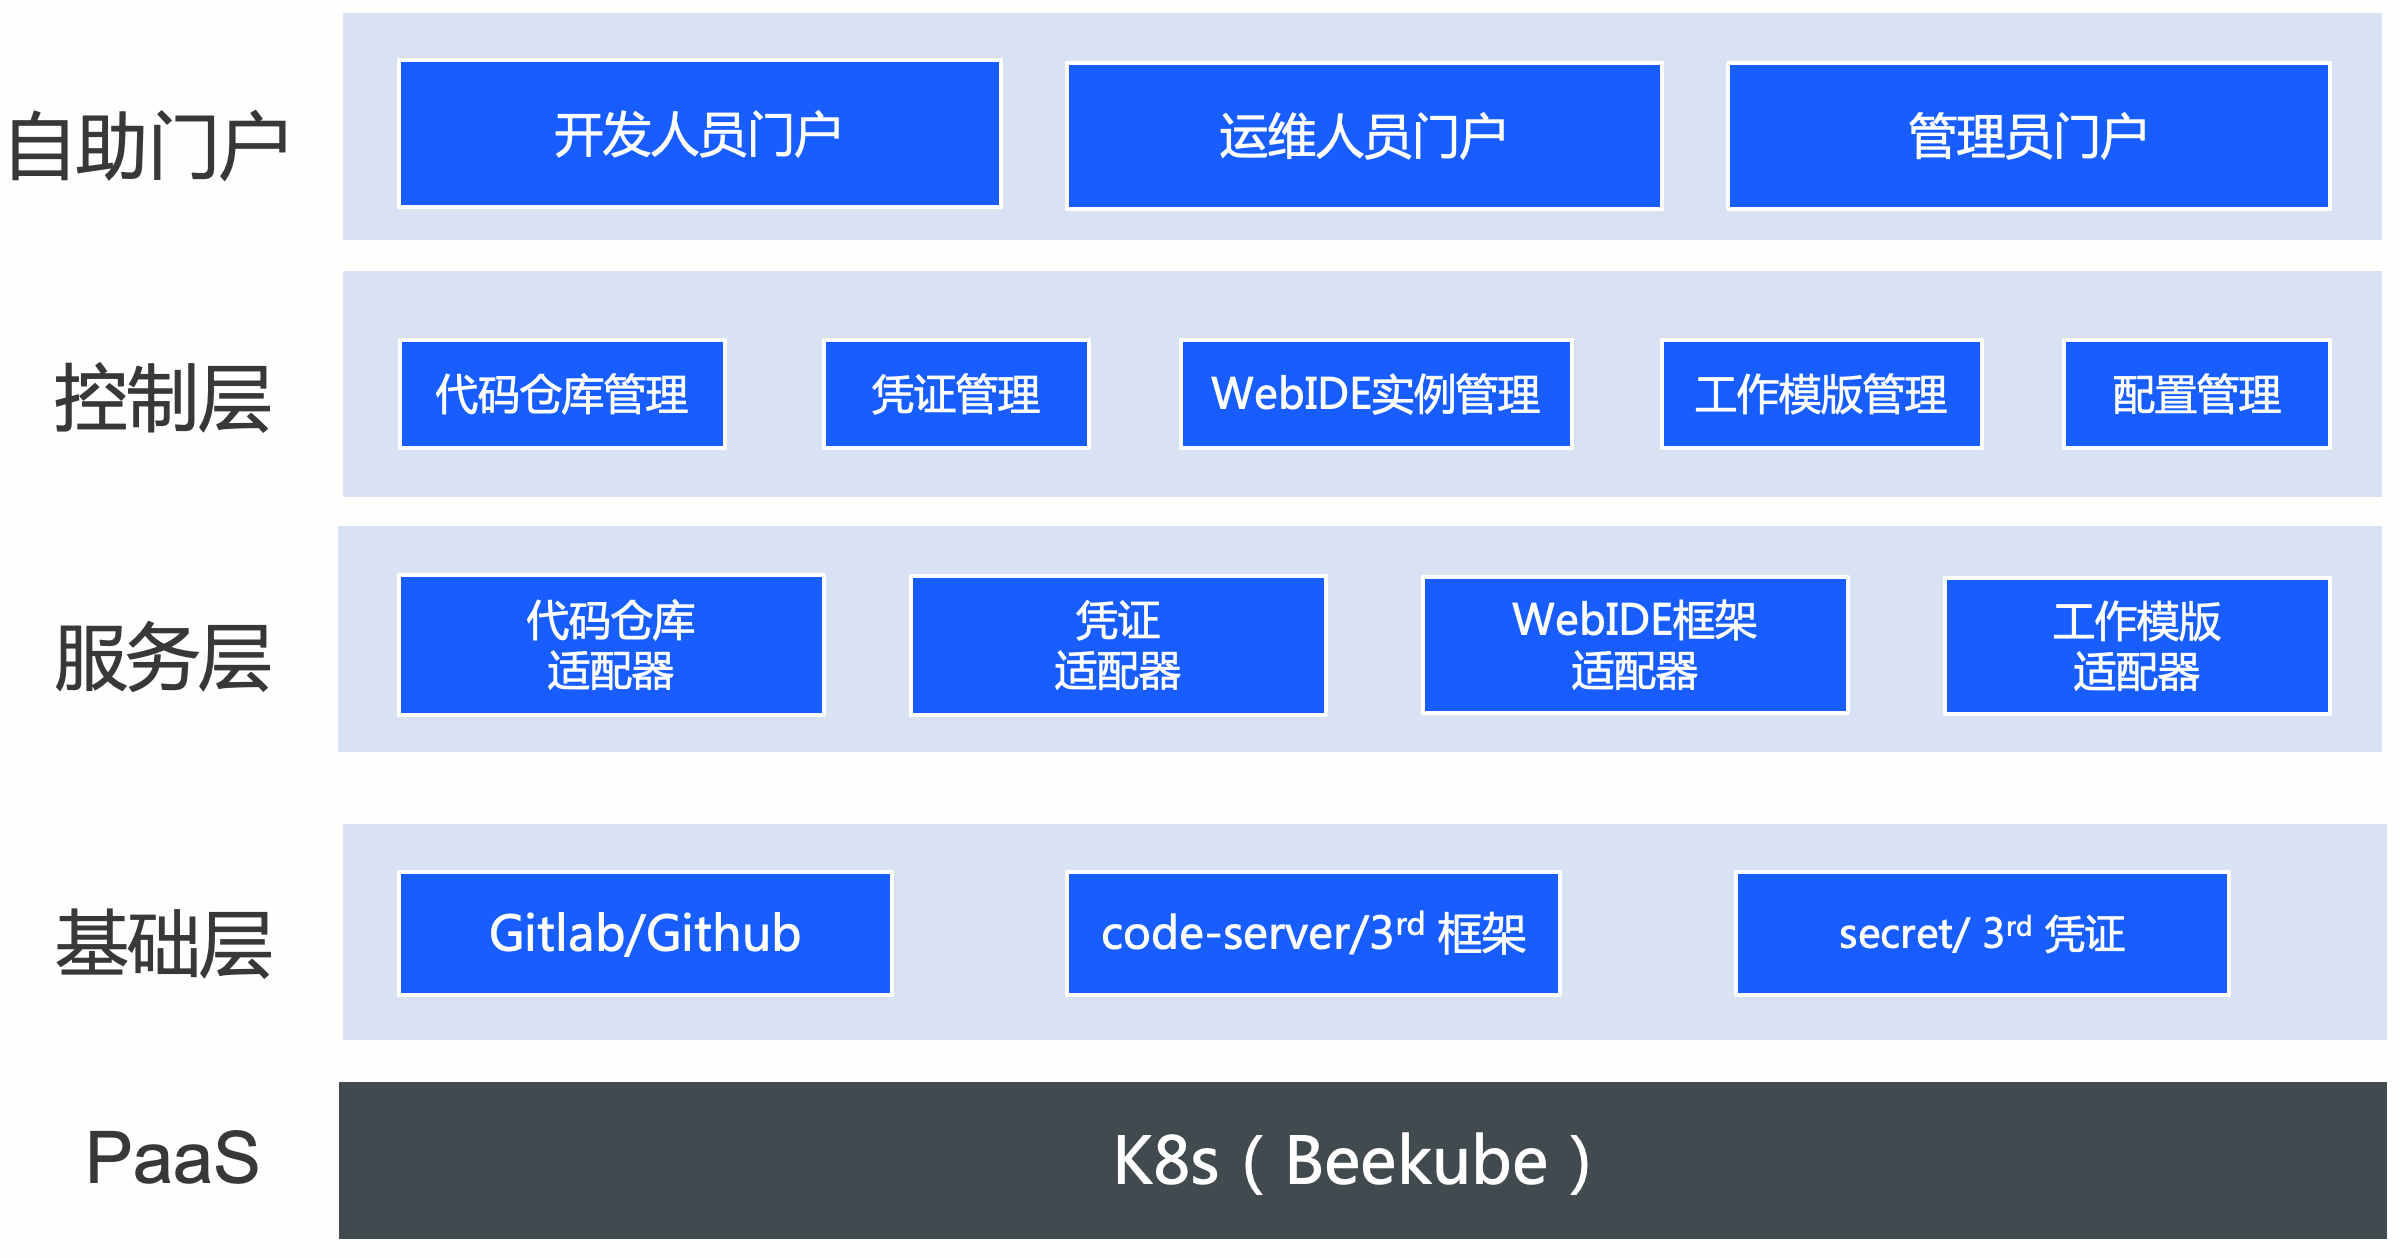 自助门户
开发人员门户
运维人员门户
管理员门户
控制层
代码仓库管理
凭证管理
WebIDE实例管理
工作模版管理
配置管理
服务层
代码仓库
适配器
凭证
适配器
WebIDE框架
适配器
工作模版
适配器
基础层
Gitlab/Github
code-server/3rd 框架
secret/ 3rd 凭证
PaaS
K8s（Beekube）